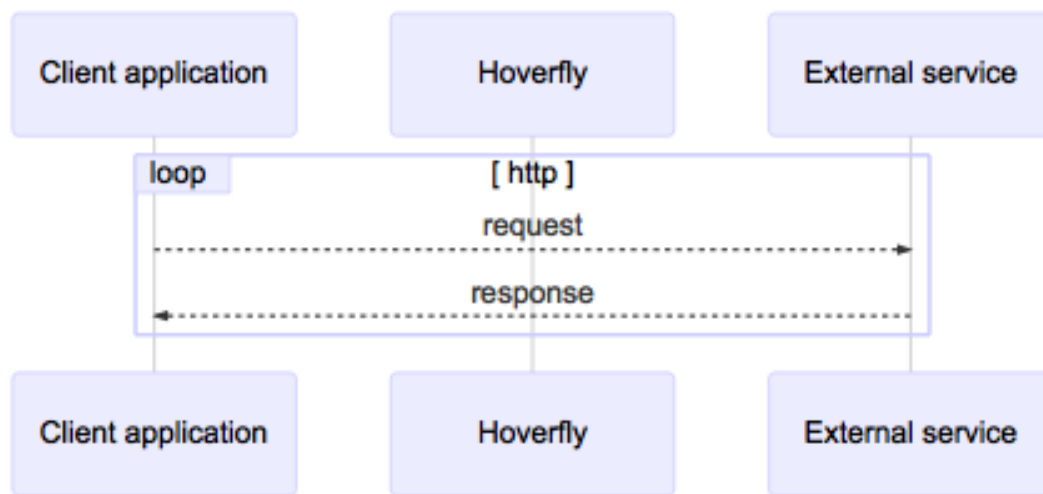 Client application
Hoverfly
External service
loop
[ http ]
request
response
Client application
Hoverfly
External service